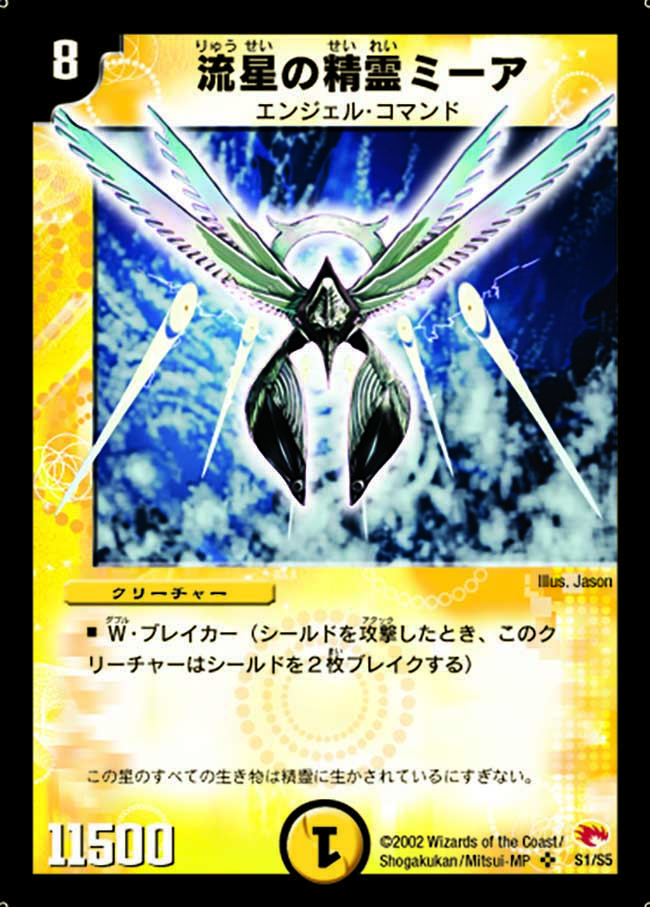 8
りゅう せい せい れい
流星の精霊ミーア
エンジェル・コマンド
Illus. Jason
クリーチャー
ダブル アタック
■ W・ブレイカー（シールドを攻撃したとき、このク
まい
リーチャーはシールドを2枚ブレイクする）
この星のすべての生き物は精霊に生かされているにすぎない。
11500
1
©2002 Wizards of the Coast/
Shogakukan/Mitsui-MP S1/S5